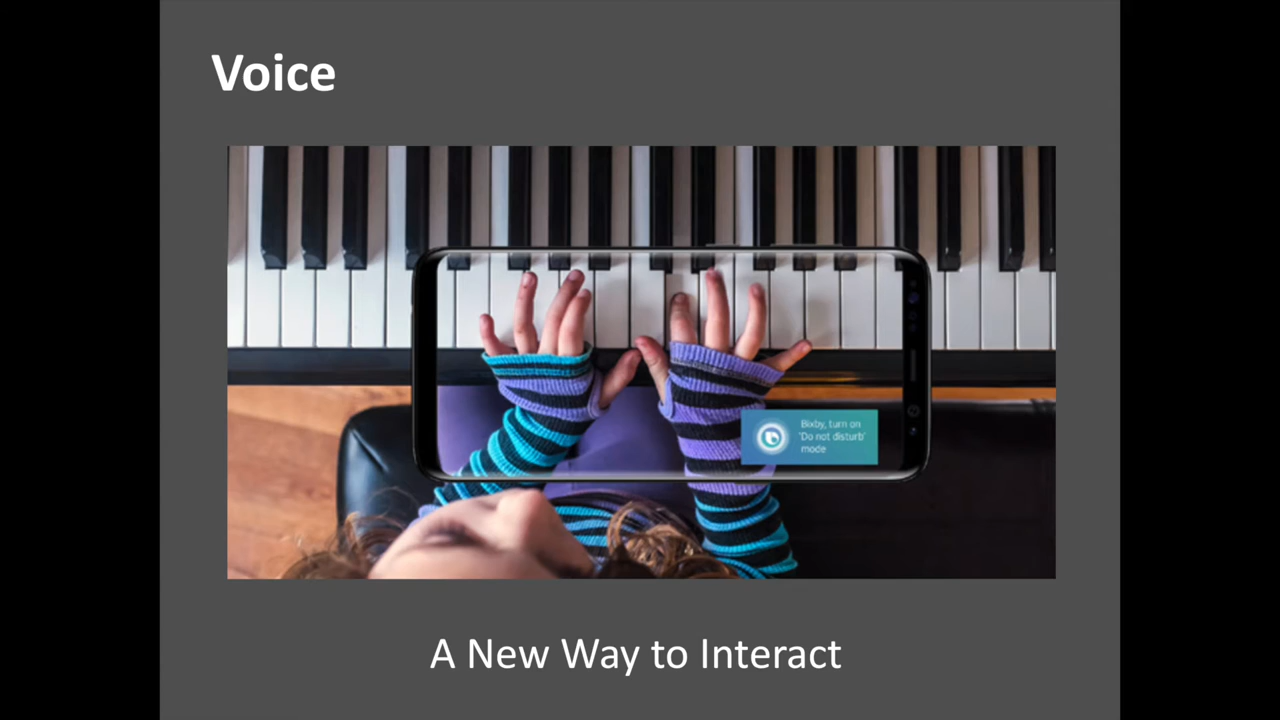 Voice
Bixby, turn on
'Do not disturb'
mode
A New Way to Interact